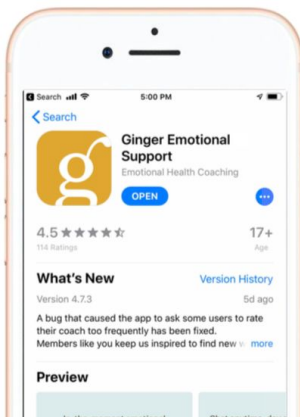 Search
5:00 PM
Search
g
Ginger Emotional
Support
Emotional Health Coaching
OPEN
4.5
17+
114 Ratings
Age
What's New
Version History
Version 4.7.3
5d ago
A bug that caused the app to ask some users to rate
their coach too frequently has been fixed.
Members like you keep us inspired to find new more
Preview